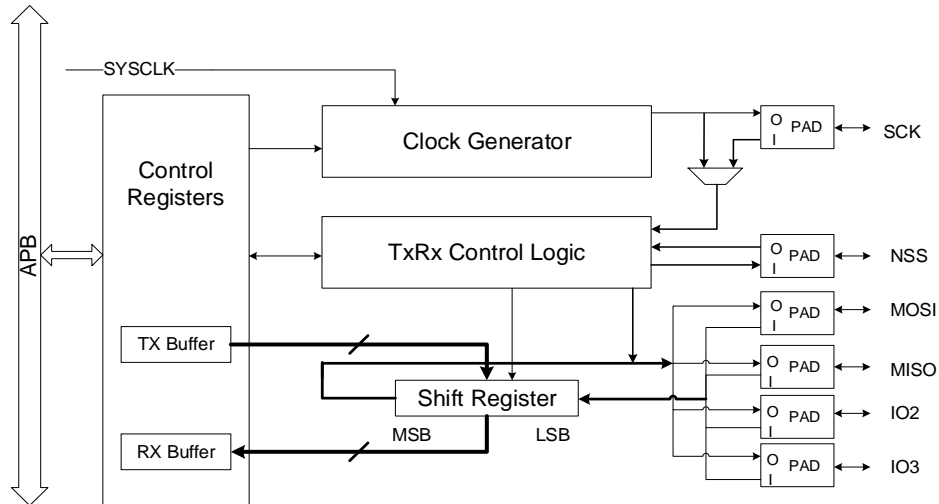 SYSCLK
APB
Control
Registers
Clock Generator
O
I
PAD
SCK
TxRx Control Logic
O
I
PAD
NSS
O
I
PAD
MOSI
TX Buffer
O
I
PAD
MISO
Shift Register
MSB
LSB
O
I
PAD
IO2
RX Buffer
O
I
PAD
IO3